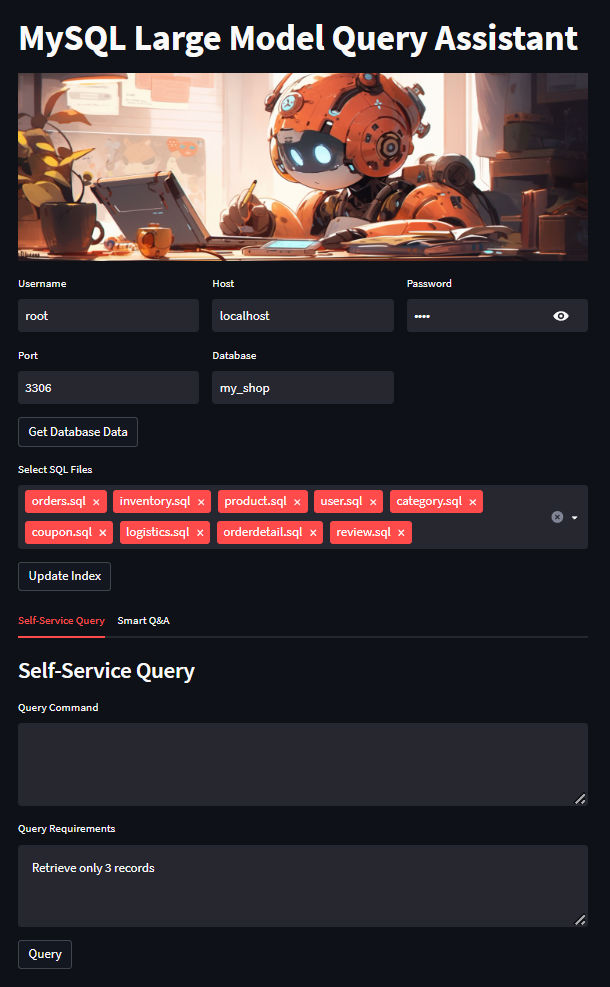 MySQL Large Model Query Assistant
Username Host Password
root localhost ••••
Port Database
3306 my_shop
Get Database Data
Select SQL Files
orders.sql × inventory.sql × product.sql × user.sql × category.sql ×
coupon.sql × logistics.sql × orderdetail.sql × review.sql ×
Update Index
Self-Service Query Smart Q&A
Self-Service Query
Query Command
Query Requirements
Retrieve only 3 records
Query